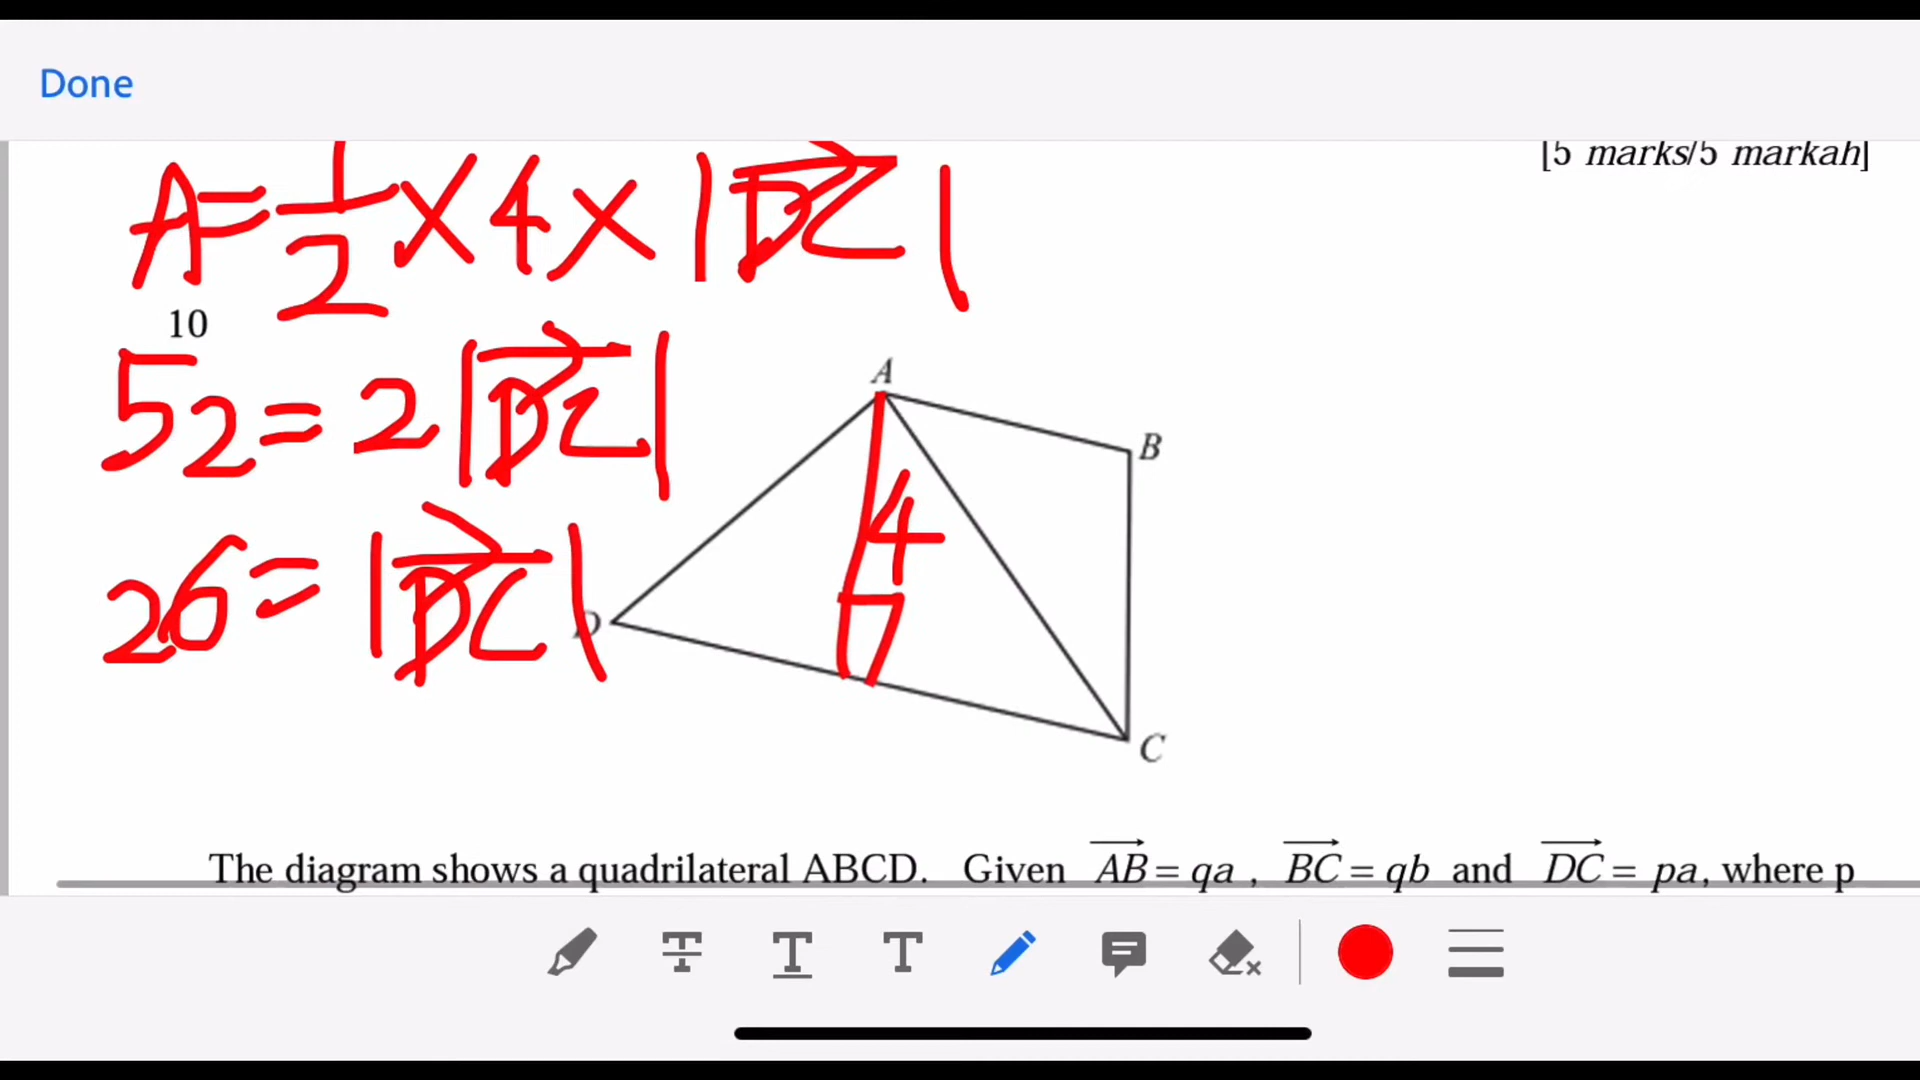 Done
[5 marks/5 markah]
A = 1/2 × 4 × |DC|
10
52 = 2 |DC|
26 = |DC|
A
B
4
D
C
The diagram shows a quadrilateral ABCD. Given AB = qa , BC = qb and DC = pa, where p
T T T